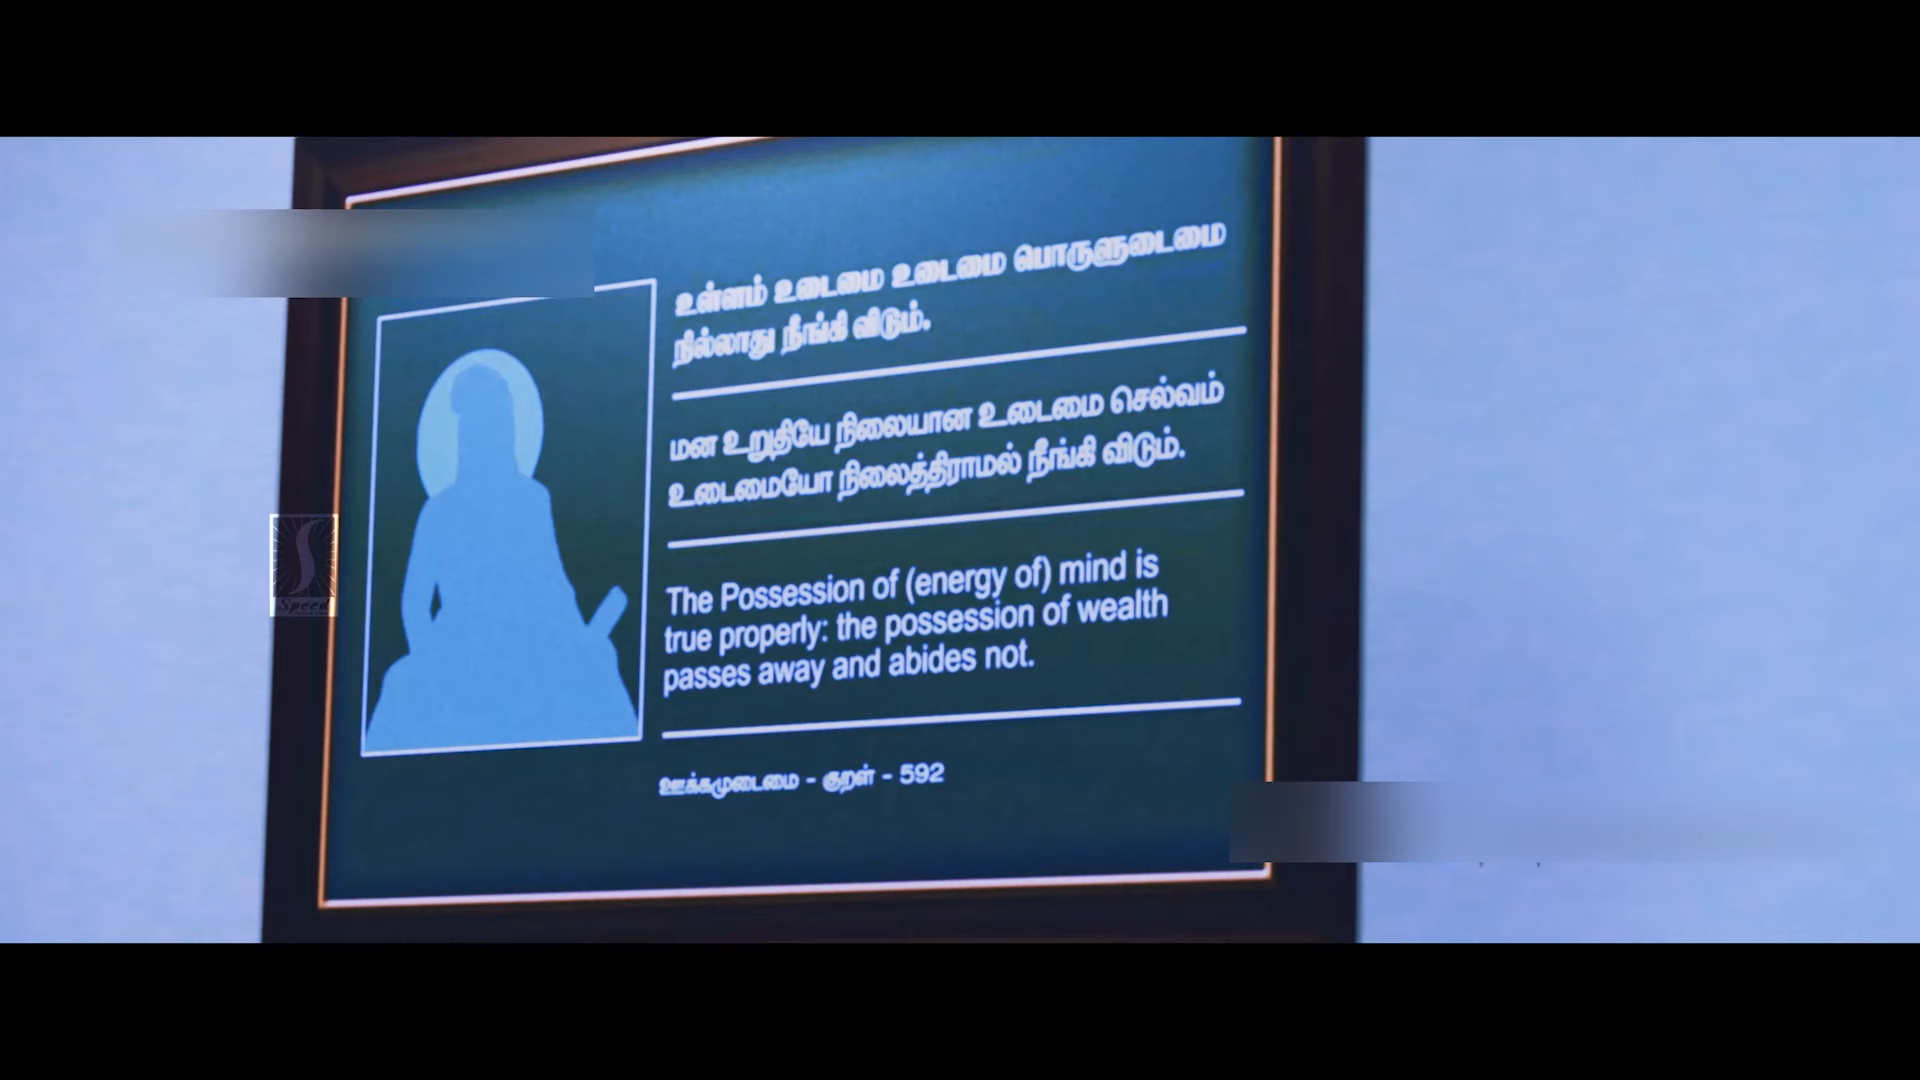 உள்ளம் உடைமை உடைமை பொருளுடைமை
நில்லாது நீங்கி விடும்.
மன உறுதியே நிலையான உடைமை செல்வம்
உடைமையோ நிலைத்திராமல் நீங்கி விடும்.
The Possession of (energy of) mind is
true properly: the possession of wealth
passes away and abides not.
ஊக்கமுடைமை - குறள் - 592
S
Speed